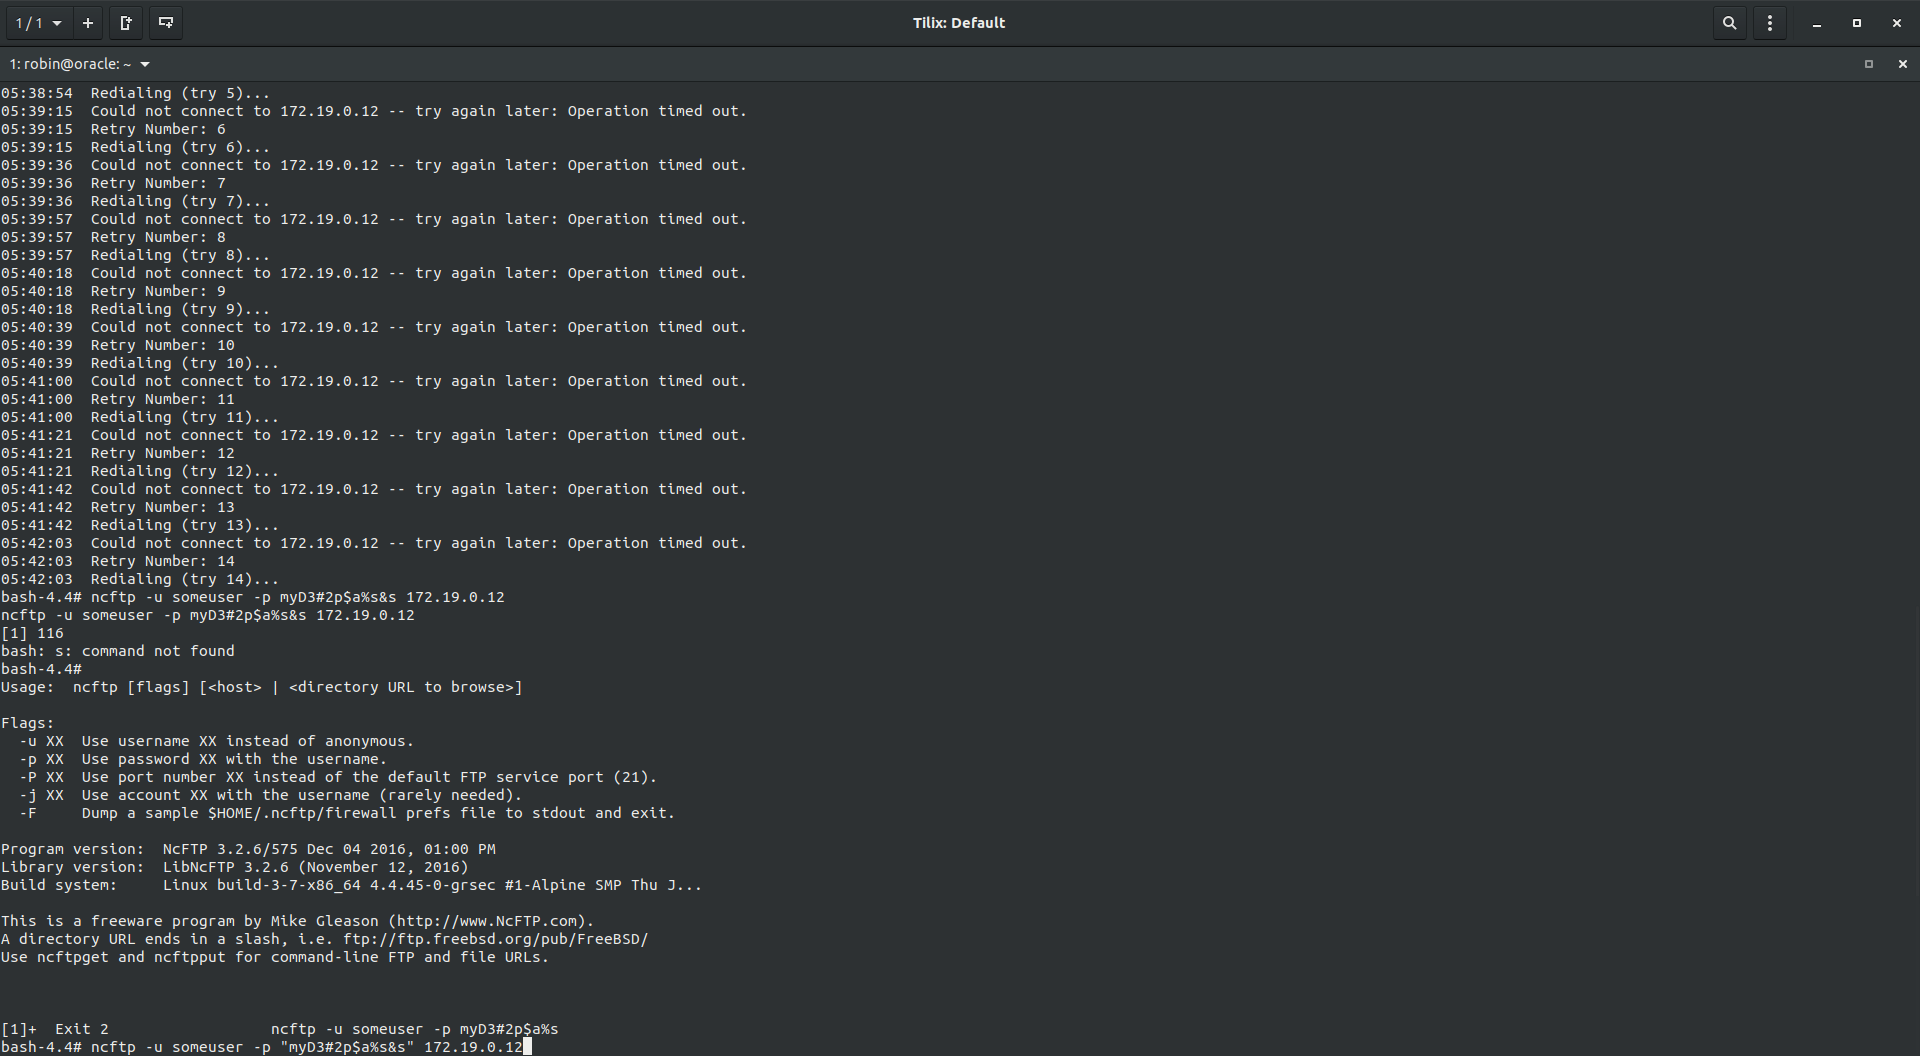 1 / 1
Tilix: Default
1: robin@oracle: ~
05:38:54  Redialing (try 5)...
05:39:15  Could not connect to 172.19.0.12 -- try again later: Operation timed out.
05:39:15  Retry Number: 6
05:39:15  Redialing (try 6)...
05:39:36  Could not connect to 172.19.0.12 -- try again later: Operation timed out.
05:39:36  Retry Number: 7
05:39:36  Redialing (try 7)...
05:39:57  Could not connect to 172.19.0.12 -- try again later: Operation timed out.
05:39:57  Retry Number: 8
05:39:57  Redialing (try 8)...
05:40:18  Could not connect to 172.19.0.12 -- try again later: Operation timed out.
05:40:18  Retry Number: 9
05:40:18  Redialing (try 9)...
05:40:39  Could not connect to 172.19.0.12 -- try again later: Operation timed out.
05:40:39  Retry Number: 10
05:40:39  Redialing (try 10)...
05:41:00  Could not connect to 172.19.0.12 -- try again later: Operation timed out.
05:41:00  Retry Number: 11
05:41:00  Redialing (try 11)...
05:41:21  Could not connect to 172.19.0.12 -- try again later: Operation timed out.
05:41:21  Retry Number: 12
05:41:21  Redialing (try 12)...
05:41:42  Could not connect to 172.19.0.12 -- try again later: Operation timed out.
05:41:42  Retry Number: 13
05:41:42  Redialing (try 13)...
05:42:03  Could not connect to 172.19.0.12 -- try again later: Operation timed out.
05:42:03  Retry Number: 14
05:42:03  Redialing (try 14)...
bash-4.4# ncftp -u someuser -p myD3#2p$a%s&s 172.19.0.12
ncftp -u someuser -p myD3#2p$a%s&s 172.19.0.12
[1] 116
bash: s: command not found
bash-4.4#
Usage:  ncftp [flags] [<host> | <directory URL to browse>]
Flags:
  -u XX  Use username XX instead of anonymous.
  -p XX  Use password XX with the username.
  -P XX  Use port number XX instead of the default FTP service port (21).
  -j XX  Use account XX with the username (rarely needed).
  -F     Dump a sample $HOME/.ncftp/firewall prefs file to stdout and exit.
Program version:  NcFTP 3.2.6/575 Dec 04 2016, 01:00 PM
Library version:  LibNcFTP 3.2.6 (November 12, 2016)
Build system:     Linux build-3-7-x86_64 4.4.45-0-grsec #1-Alpine SMP Thu J...
This is a freeware program by Mike Gleason (http://www.NcFTP.com).
A directory URL ends in a slash, i.e. ftp://ftp.freebsd.org/pub/FreeBSD/
Use ncftpget and ncftpput for command-line FTP and file URLs.
[1]+  Exit 2                  ncftp -u someuser -p myD3#2p$a%s
bash-4.4# ncftp -u someuser -p "myD3#2p$a%s&s" 172.19.0.12